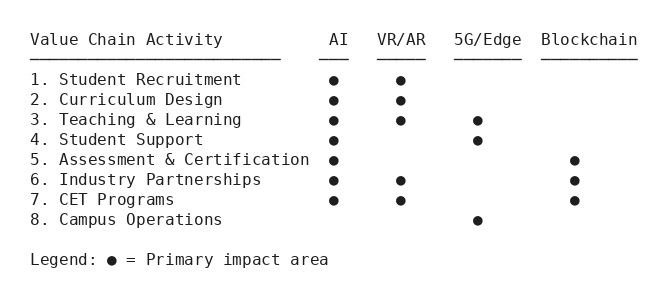 Value Chain Activity AI VR/AR 5G/Edge Blockchain
1. Student Recruitment ● ●
2. Curriculum Design ● ●
3. Teaching & Learning ● ● ●
4. Student Support ● ●
5. Assessment & Certification ● ●
6. Industry Partnerships ● ● ●
7. CET Programs ● ● ●
8. Campus Operations ●
Legend: ● = Primary impact area